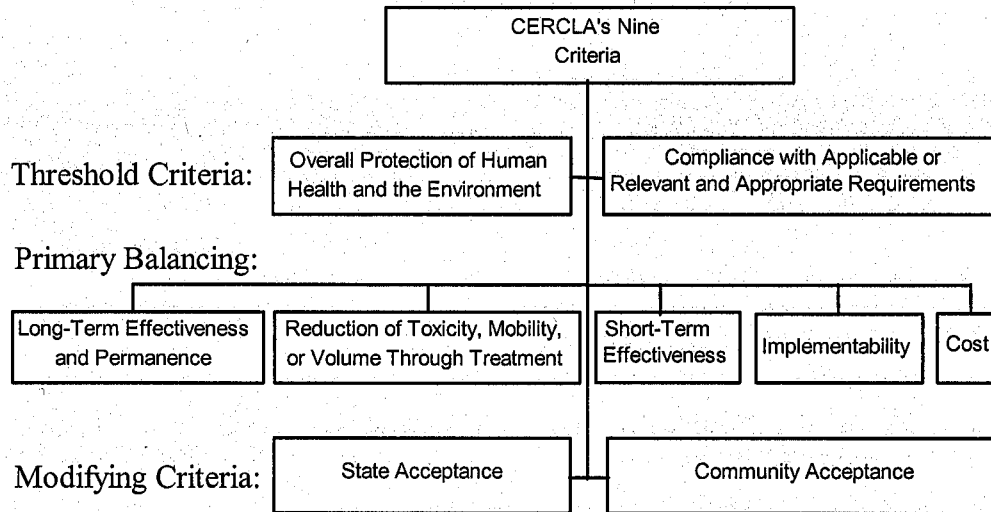 CERCLA's Nine
Criteria
Threshold Criteria:
Overall Protection of Human
Health and the Environment
Compliance with Applicable or
Relevant and Appropriate Requirements
Primary Balancing:
Long-Term Effectiveness
and Permanence
Reduction of Toxicity, Mobility,
or Volume Through Treatment
Short-Term
Effectiveness
Implementability
Cost
Modifying Criteria:
State Acceptance
Community Acceptance